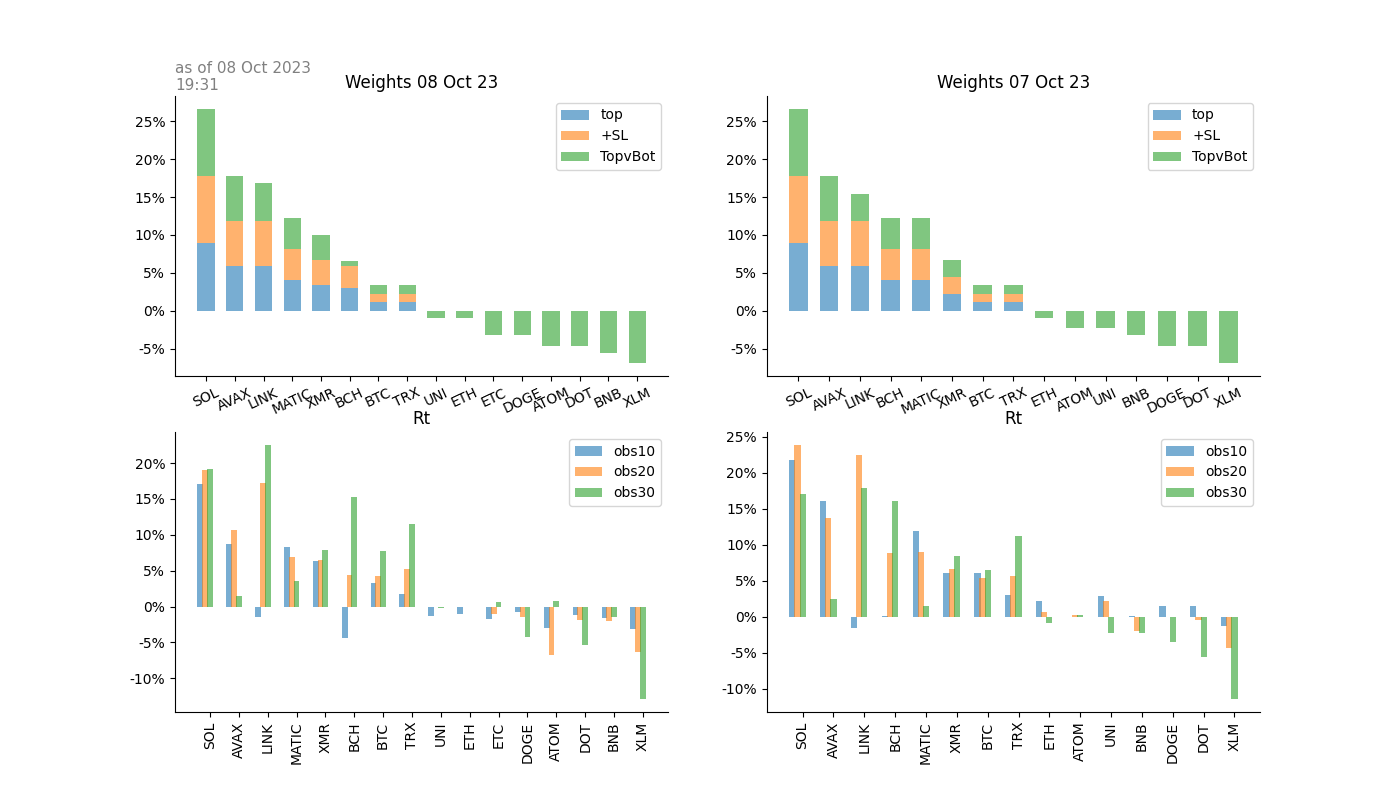 as of 08 Oct 2023
19:31
Weights 08 Oct 23
25%
20%
15%
10%
5%
0%
-5%
top
+SL
TopvBot
SOL AVAX LINK MATIC XMR BCH BTC TRX UNI ETH ETC DOGE ATOM DOT BNB XLM
Weights 07 Oct 23
25%
20%
15%
10%
5%
0%
-5%
top
+SL
TopvBot
SOL AVAX LINK BCH MATIC XMR BTC TRX ETH ATOM UNI BNB DOGE DOT XLM
Rt
20%
15%
10%
5%
0%
-5%
-10%
obs10
obs20
obs30
SOL AVAX LINK MATIC XMR BCH BTC TRX UNI ETH ETC DOGE ATOM DOT BNB XLM
Rt
25%
20%
15%
10%
5%
0%
-5%
-10%
obs10
obs20
obs30
SOL AVAX LINK BCH MATIC XMR BTC TRX ETH ATOM UNI BNB DOGE DOT XLM